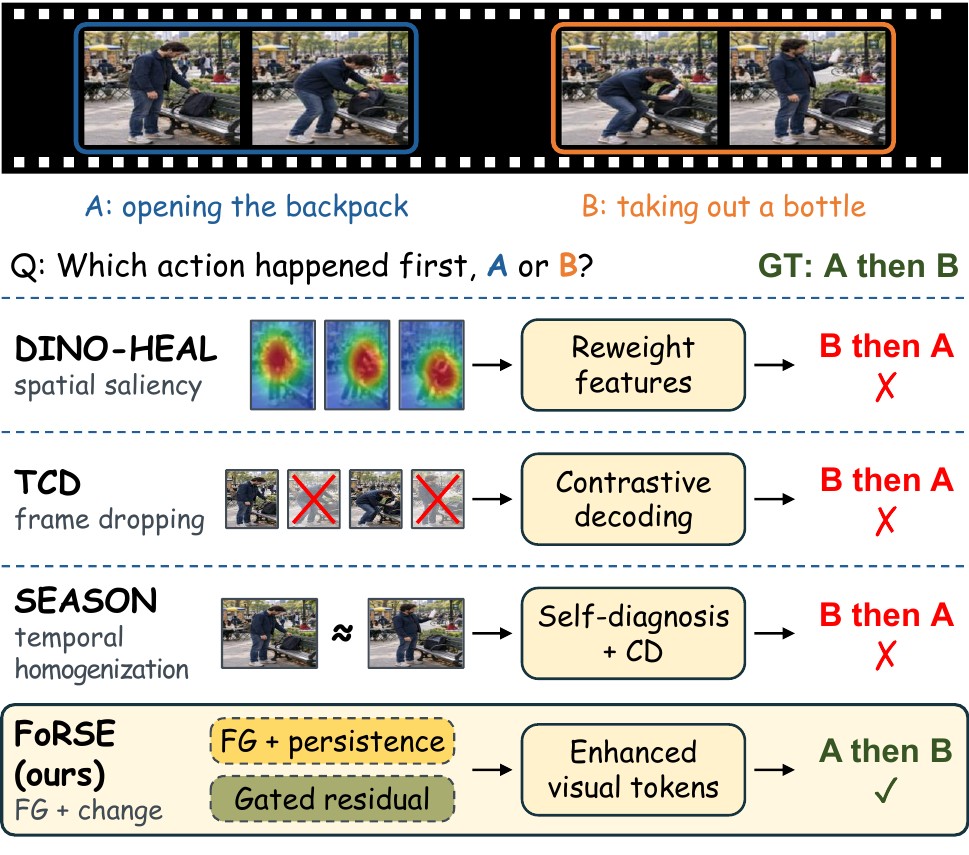 A: opening the backpack
B: taking out a bottle
Q: Which action happened first, A or B?
GT: A then B
DINO-HEAL
spatial saliency
Reweight
features
B then A
✗
TCD
frame dropping
Contrastive
decoding
B then A
✗
SEASON
temporal
homogenization
≈
Self-diagnosis
+ CD
B then A
✗
FoRSE
(ours)
FG + change
FG + persistence
Gated residual
Enhanced
visual tokens
A then B
✓